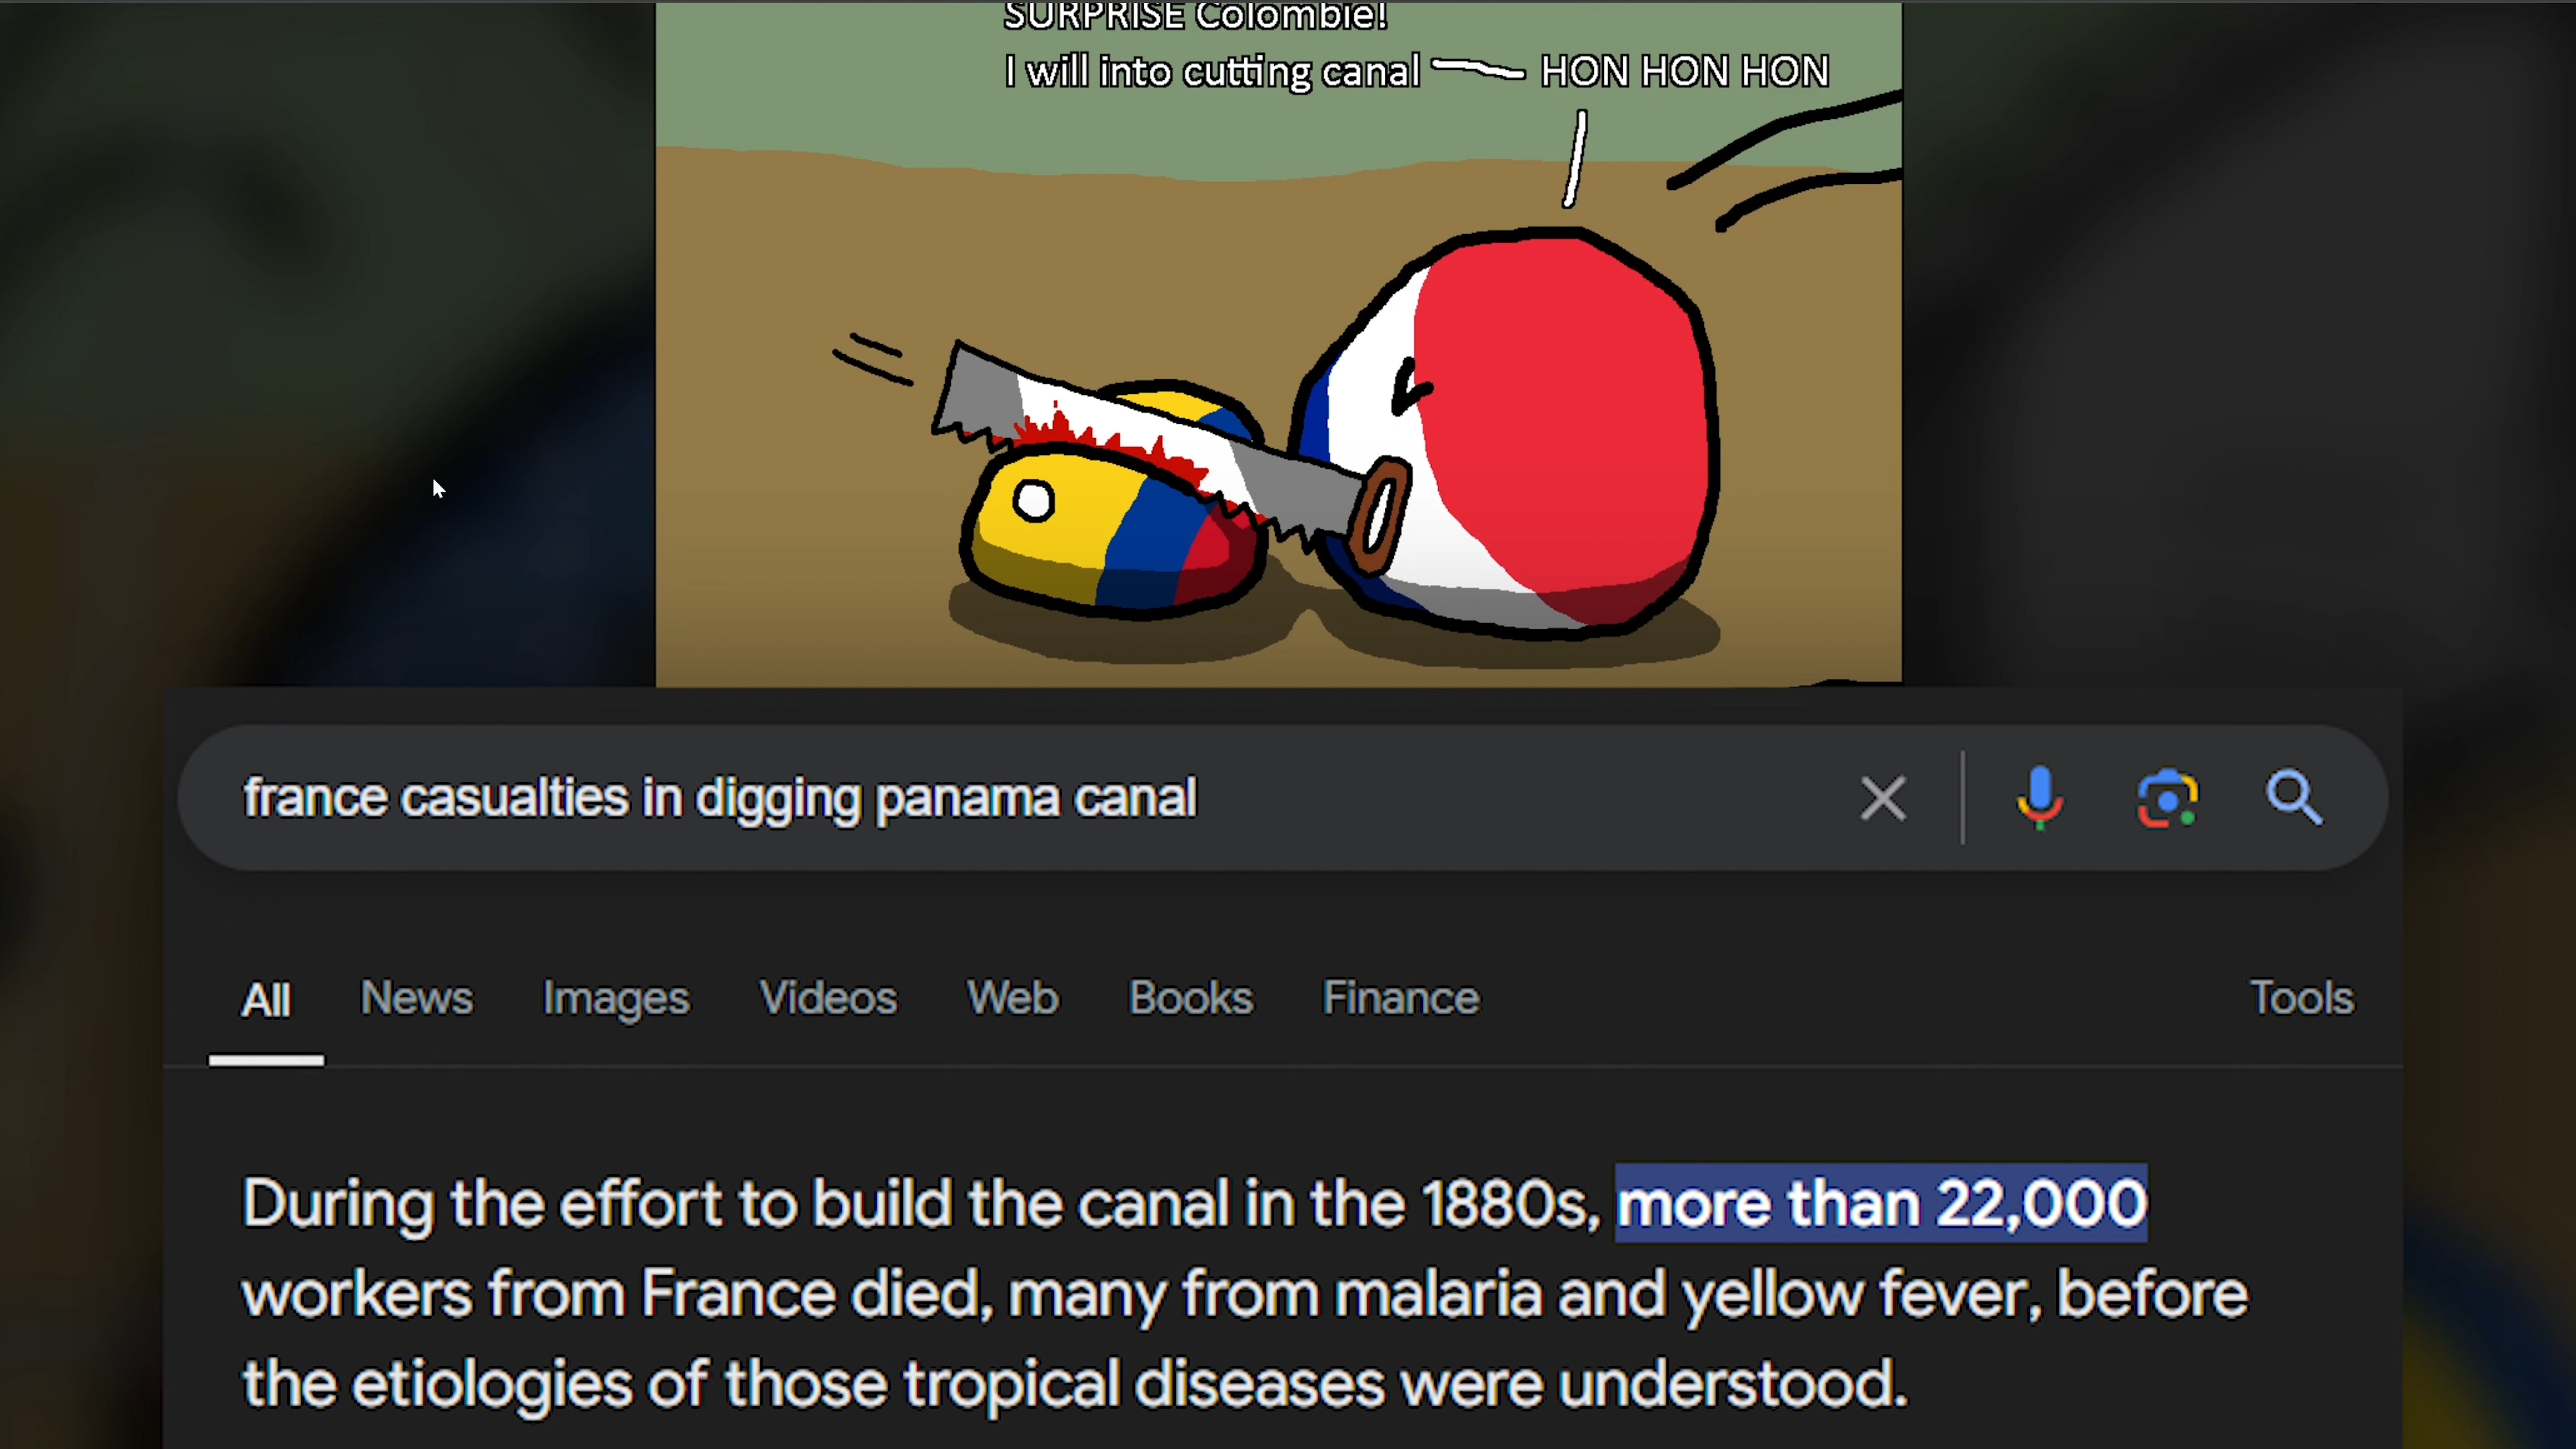 SURPRISE Colombie!
I will into cutting canal
HON HON HON
france casualties in digging panama canal
All News Images Videos Web Books Finance Tools
During the effort to build the canal in the 1880s, more than 22,000
workers from France died, many from malaria and yellow fever, before
the etiologies of those tropical diseases were understood.